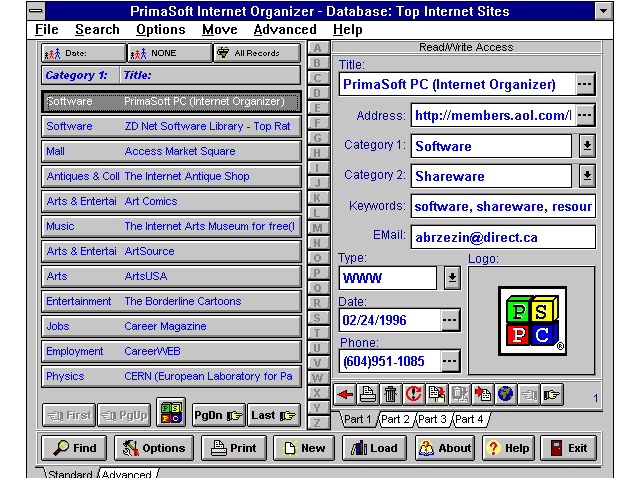 PrimaSoft Internet Organizer - Database: Top Internet Sites
File Search Options Move Advanced Help
Date: NONE All Records
Category 1: Title:
Software PrimaSoft PC (Internet Organizer)
Software ZD Net Software Library - Top Rat
Mall Access Market Square
Antiques & Coll The Internet Antique Shop
Arts & Entertai Art Comics
Music The Internet Arts Museum for free(I
Arts & Entertai ArtSource
Arts ArtsUSA
Entertainment The Borderline Cartoons
Jobs Career Magazine
Employment CareerWEB
Physics CERN (European Laboratory for Pa
First PgUp PSPC PgDn Last
A
B
C
D
E
F
G
H
I
J
K
L
M
N
O
P
Q
R
S
T
U
V
W
X
Y
Z
Read/Write Access
Title:
PrimaSoft PC (Internet Organizer)
Address: http://members.aol.com/l
Category 1: Software
Category 2: Shareware
Keywords: software, shareware, resour
EMail: abrzezin@direct.ca
Type: Logo:
WWW
Date:
02/24/1996
Phone:
(604)951-1085
P S
P C
®
1
Part 1 Part 2 Part 3 Part 4
Find Options Print New Load About Help Exit
Standard Advanced